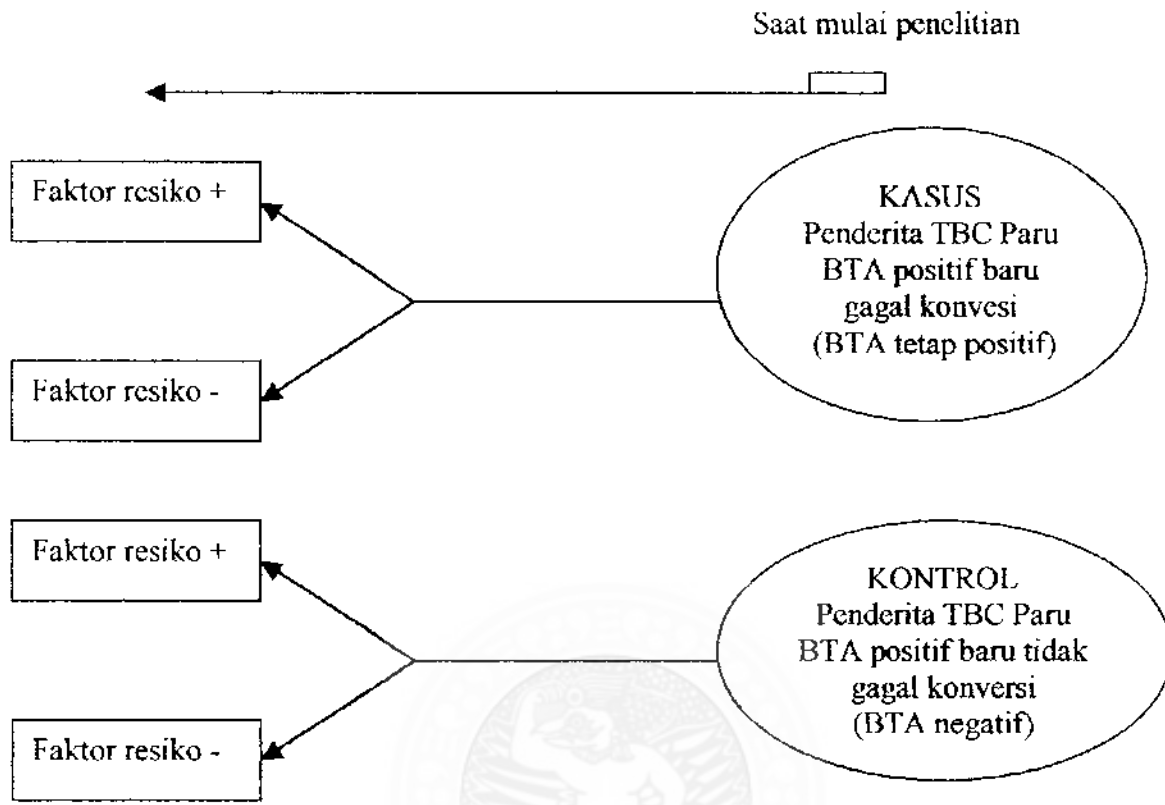 Saat mulai penelitian
Faktor resiko +
KASUS
Penderita TBC Paru
BTA positif baru
gagal konvesi
(BTA tetap positif)
Faktor resiko -
Faktor resiko +
KONTROL
Penderita TBC Paru
BTA positif baru tidak
gagal konversi
(BTA negatif)
Faktor resiko -